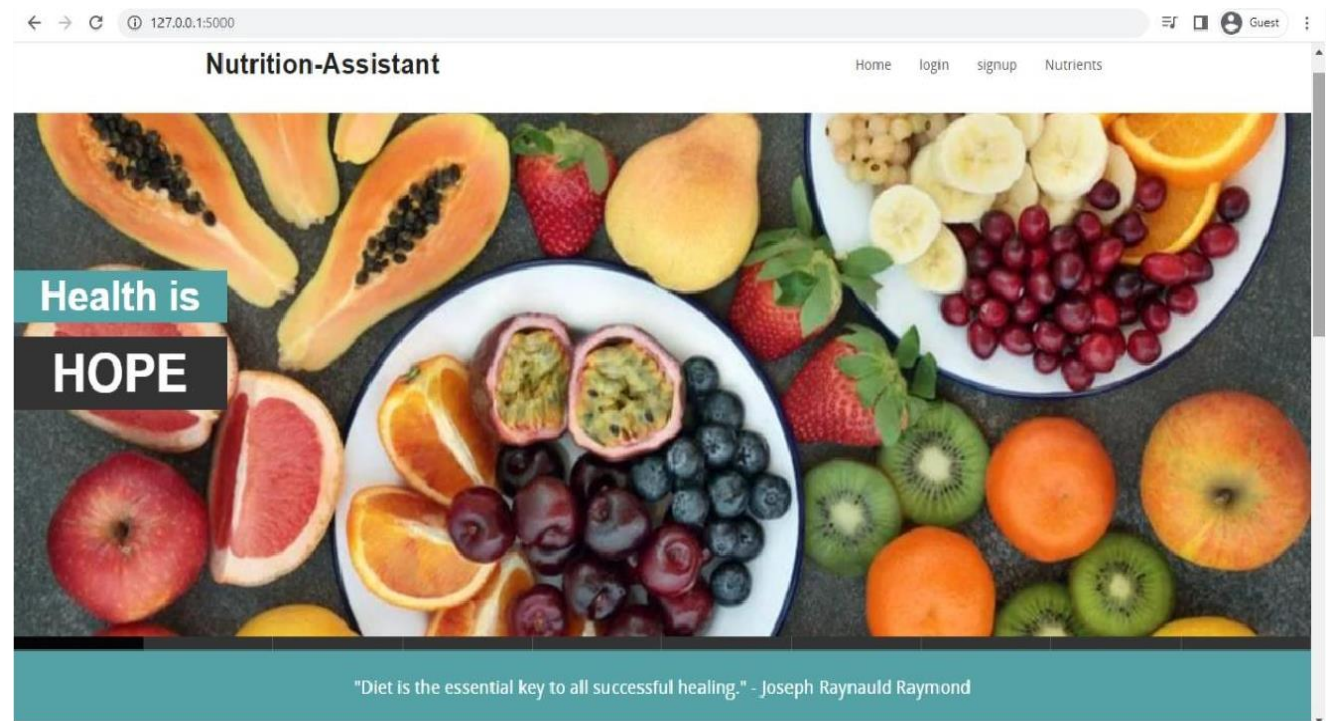 127.0.0.1:5000
Guest
Nutrition-Assistant
Home login signup Nutrients
Health is
HOPE
"Diet is the essential key to all successful healing." - Joseph Raynauld Raymond